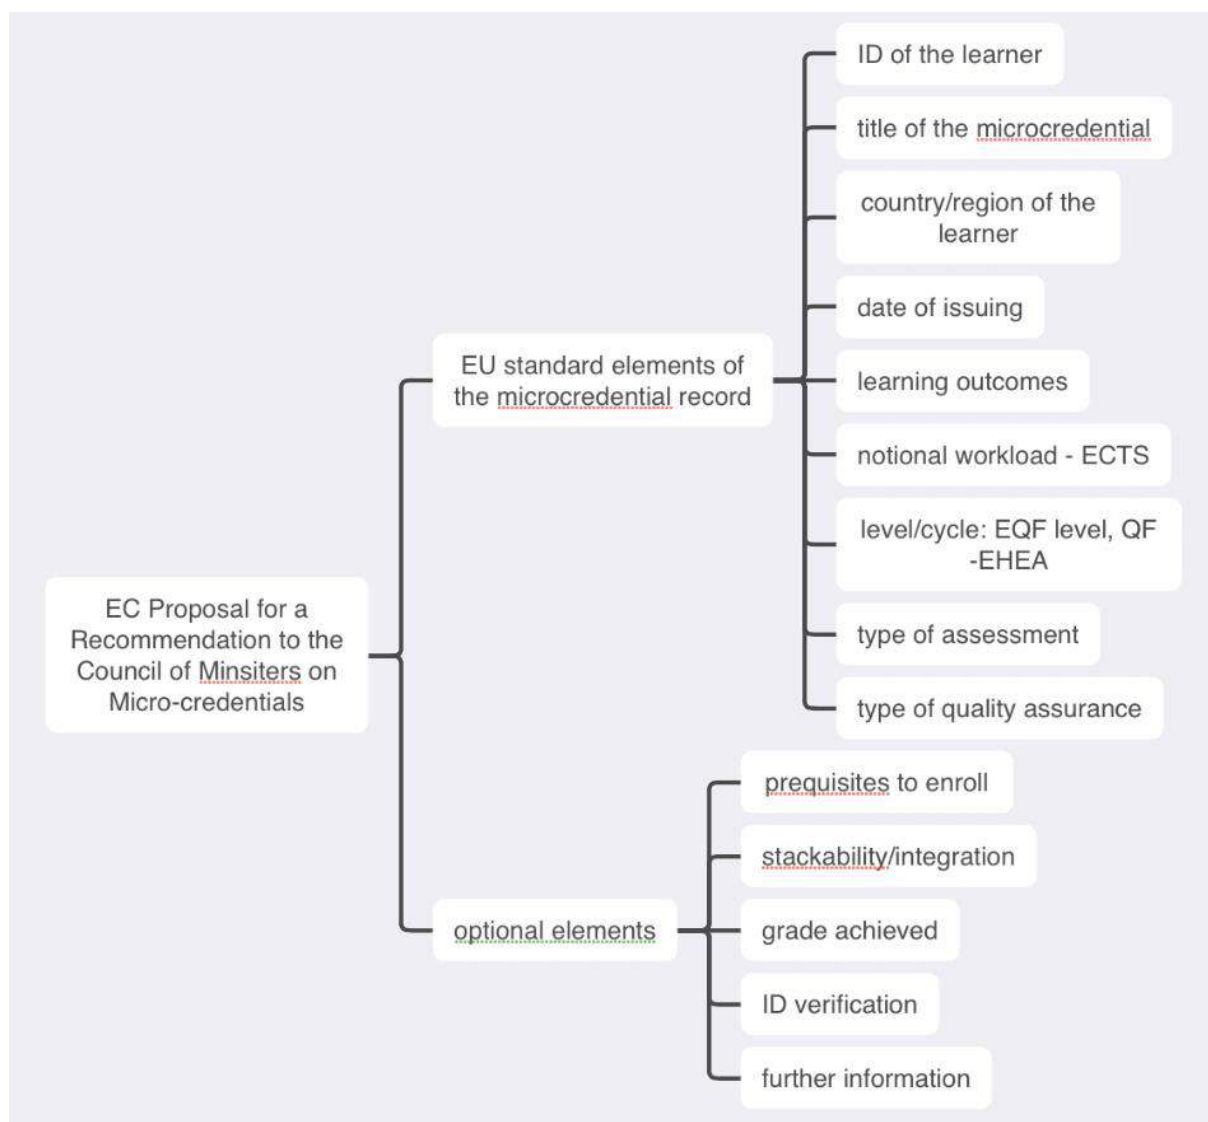 EC Proposal for a
Recommendation to the
Council of Minsiters on
Micro-credentials
EU standard elements of
the microcredential record
ID of the learner
title of the microcredential
country/region of the
learner
date of issuing
learning outcomes
notional workload - ECTS
level/cycle: EQF level, QF
-EHEA
type of assessment
type of quality assurance
optional elements
prequisites to enroll
stackability/integration
grade achieved
ID verification
further information